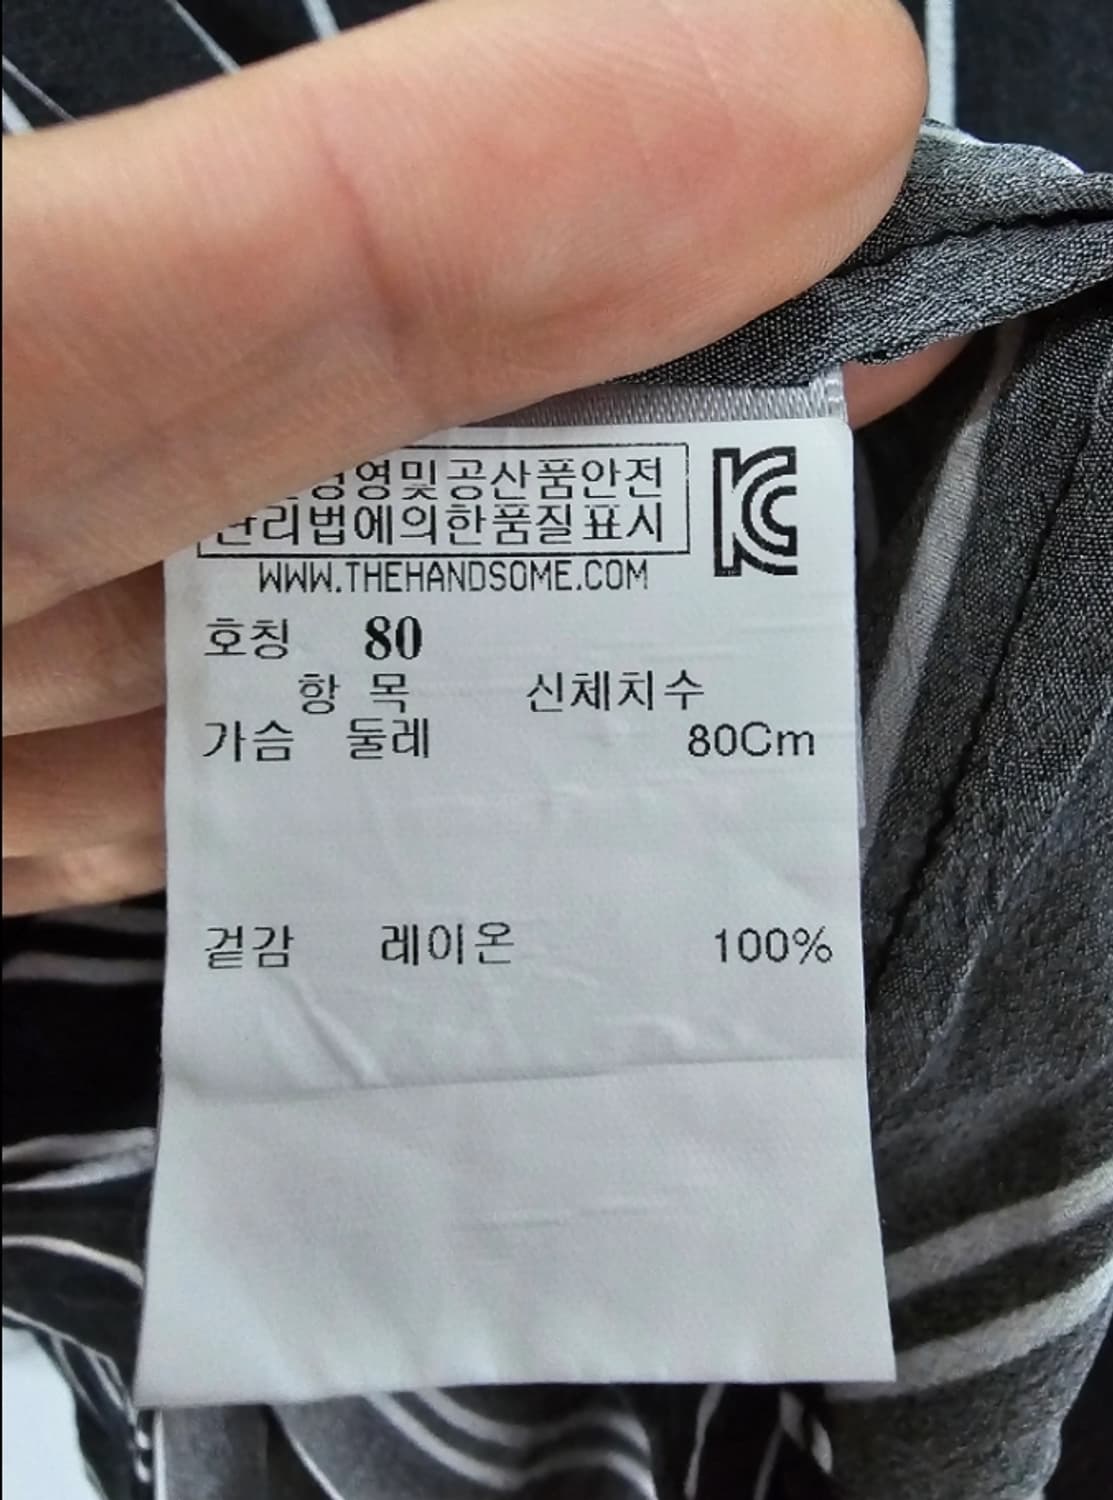 영및공산품안전
관리법에의한품질표시
KC
WWW.THEHANDSOME.COM
호칭 80
항 목 신체치수
가슴 둘레 80Cm
겉감 레이온 100%